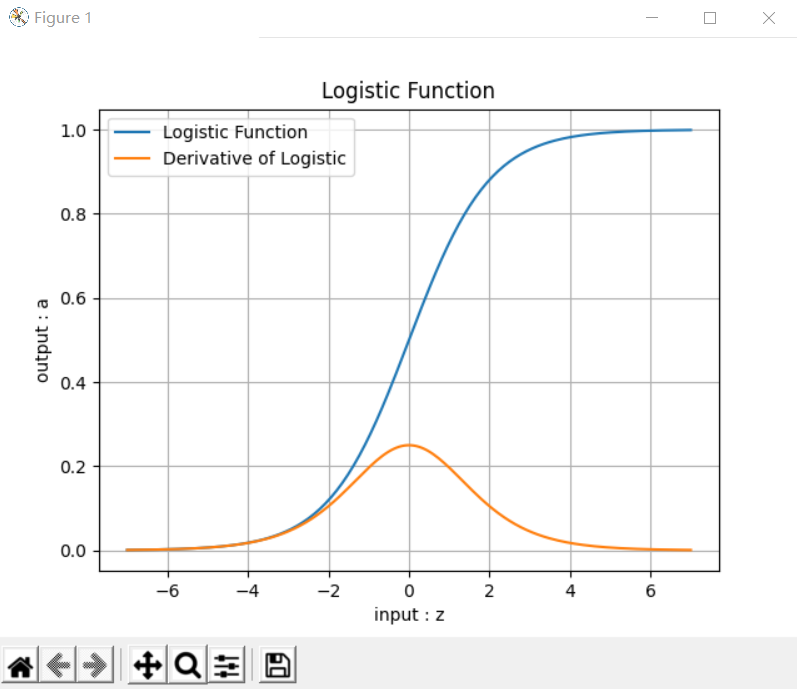 Figure 1
Logistic Function
Logistic Function
Derivative of Logistic
1.0
0.8
0.6
0.4
0.2
0.0
output : a
−6 −4 −2 0 2 4 6
input : z